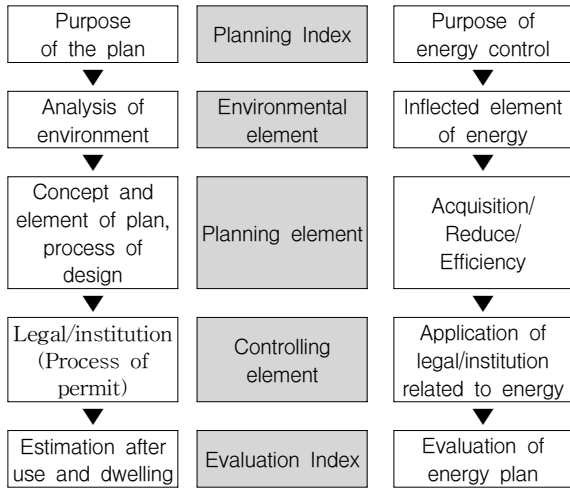 Purpose
of the plan
Planning Index
Purpose of
energy control
Analysis of
environment
Environmental
element
Inflected element
of energy
Concept and
element of plan,
process of
design
Planning element
Acquisition/
Reduce/
Efficiency
Legal/institution
(Process of
permit)
Controlling
element
Application of
legal/institution
related to energy
Estimation after
use and dwelling
Evaluation Index
Evaluation of
energy plan